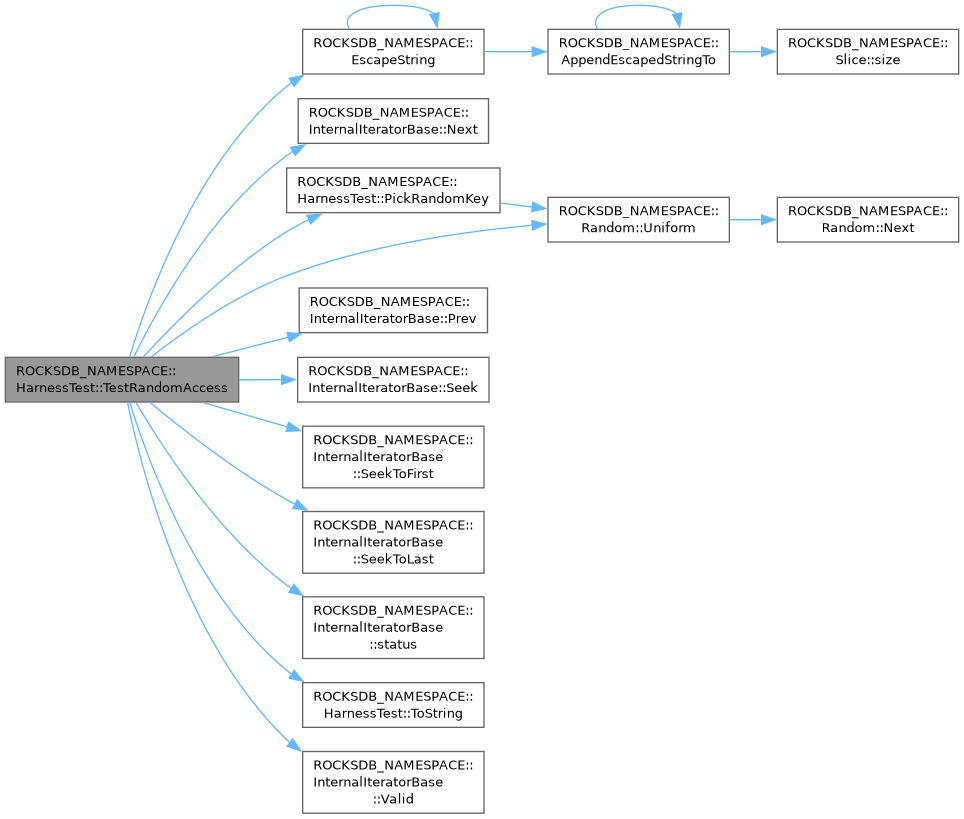 ROCKSDB_NAMESPACE::
EscapeString
ROCKSDB_NAMESPACE::
AppendEscapedStringTo
ROCKSDB_NAMESPACE::
Slice::size
ROCKSDB_NAMESPACE::
InternalIteratorBase::Next
ROCKSDB_NAMESPACE::
HarnessTest::PickRandomKey
ROCKSDB_NAMESPACE::
Random::Uniform
ROCKSDB_NAMESPACE::
Random::Next
ROCKSDB_NAMESPACE::
InternalIteratorBase::Prev
ROCKSDB_NAMESPACE::
HarnessTest::TestRandomAccess
ROCKSDB_NAMESPACE::
InternalIteratorBase::Seek
ROCKSDB_NAMESPACE::
InternalIteratorBase
::SeekToFirst
ROCKSDB_NAMESPACE::
InternalIteratorBase
::SeekToLast
ROCKSDB_NAMESPACE::
InternalIteratorBase
::status
ROCKSDB_NAMESPACE::
HarnessTest::ToString
ROCKSDB_NAMESPACE::
InternalIteratorBase
::Valid